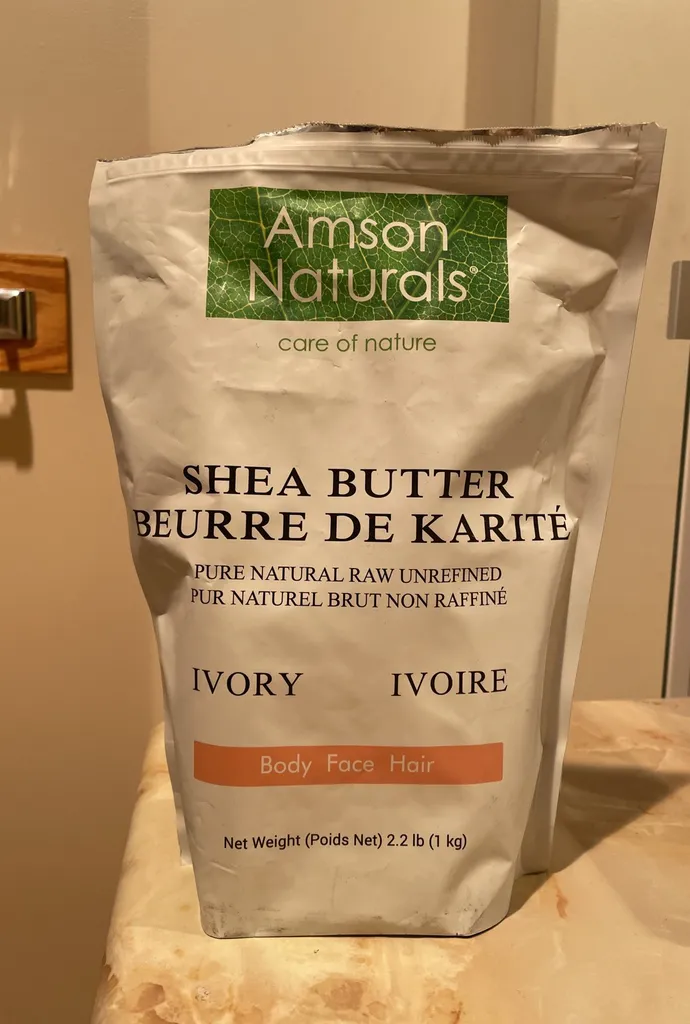 Amson
Naturals®
care of nature
SHEA BUTTER
BEURRE DE KARITÉ
PURE NATURAL RAW UNREFINED
PUR NATUREL BRUT NON RAFFINÉ
IVORY IVOIRE
Body Face Hair
Net Weight (Poids Net) 2.2 lb (1 kg)